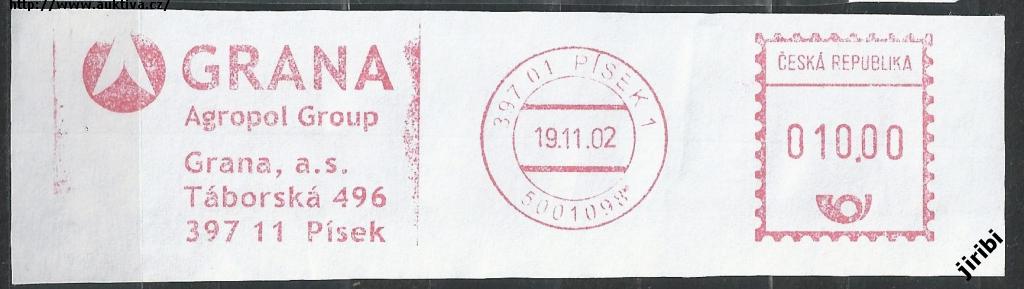 http://www.auktiva.cz/
GRANA
Agropol Group
Grana, a.s.
Táborská 496
397 11 Písek
397 01 PÍSEK 1
19.11.02
5001098*
ČESKÁ REPUBLIKA
010.00
jiribi